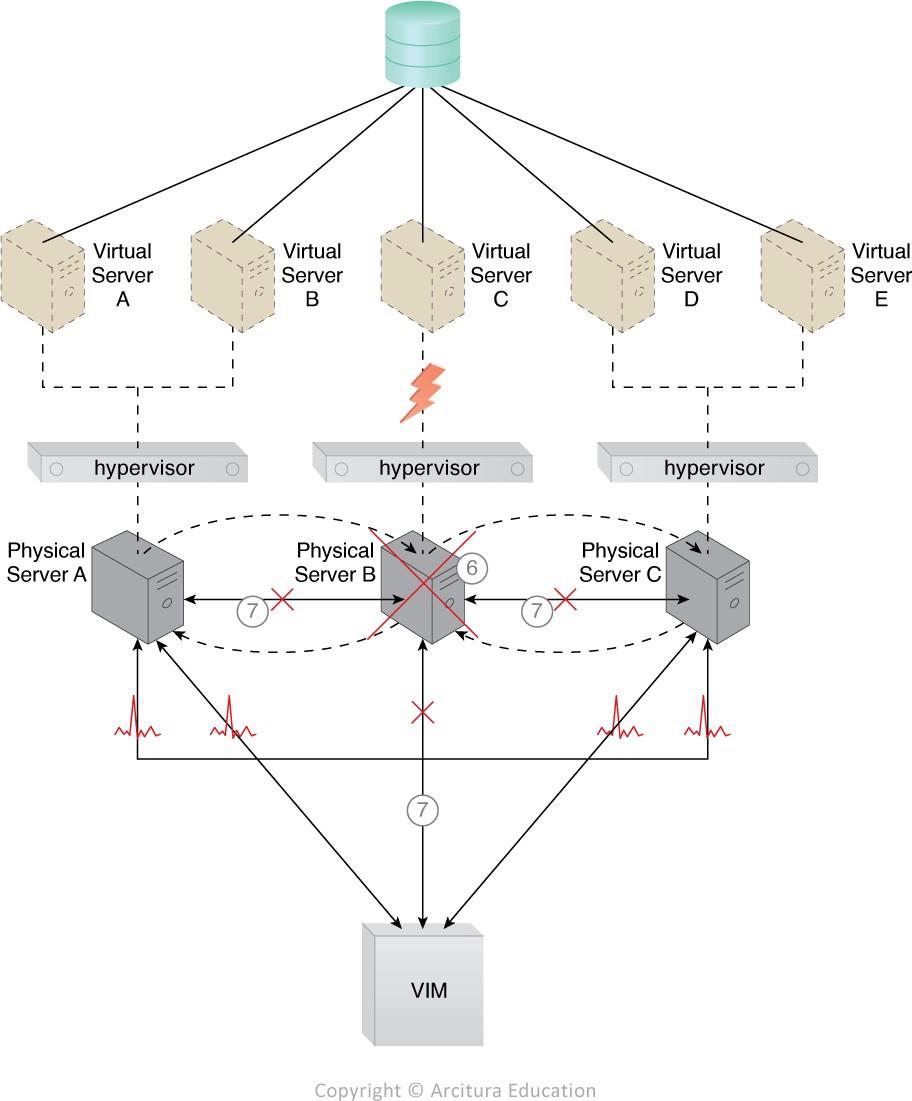 Virtual
Server
A
Virtual
Server
B
Virtual
Server
C
Virtual
Server
D
Virtual
Server
E
hypervisor
hypervisor
hypervisor
Physical
Server A
Physical
Server B
Physical
Server C
6
7
7
7
VIM
Copyright © Arcitura Education